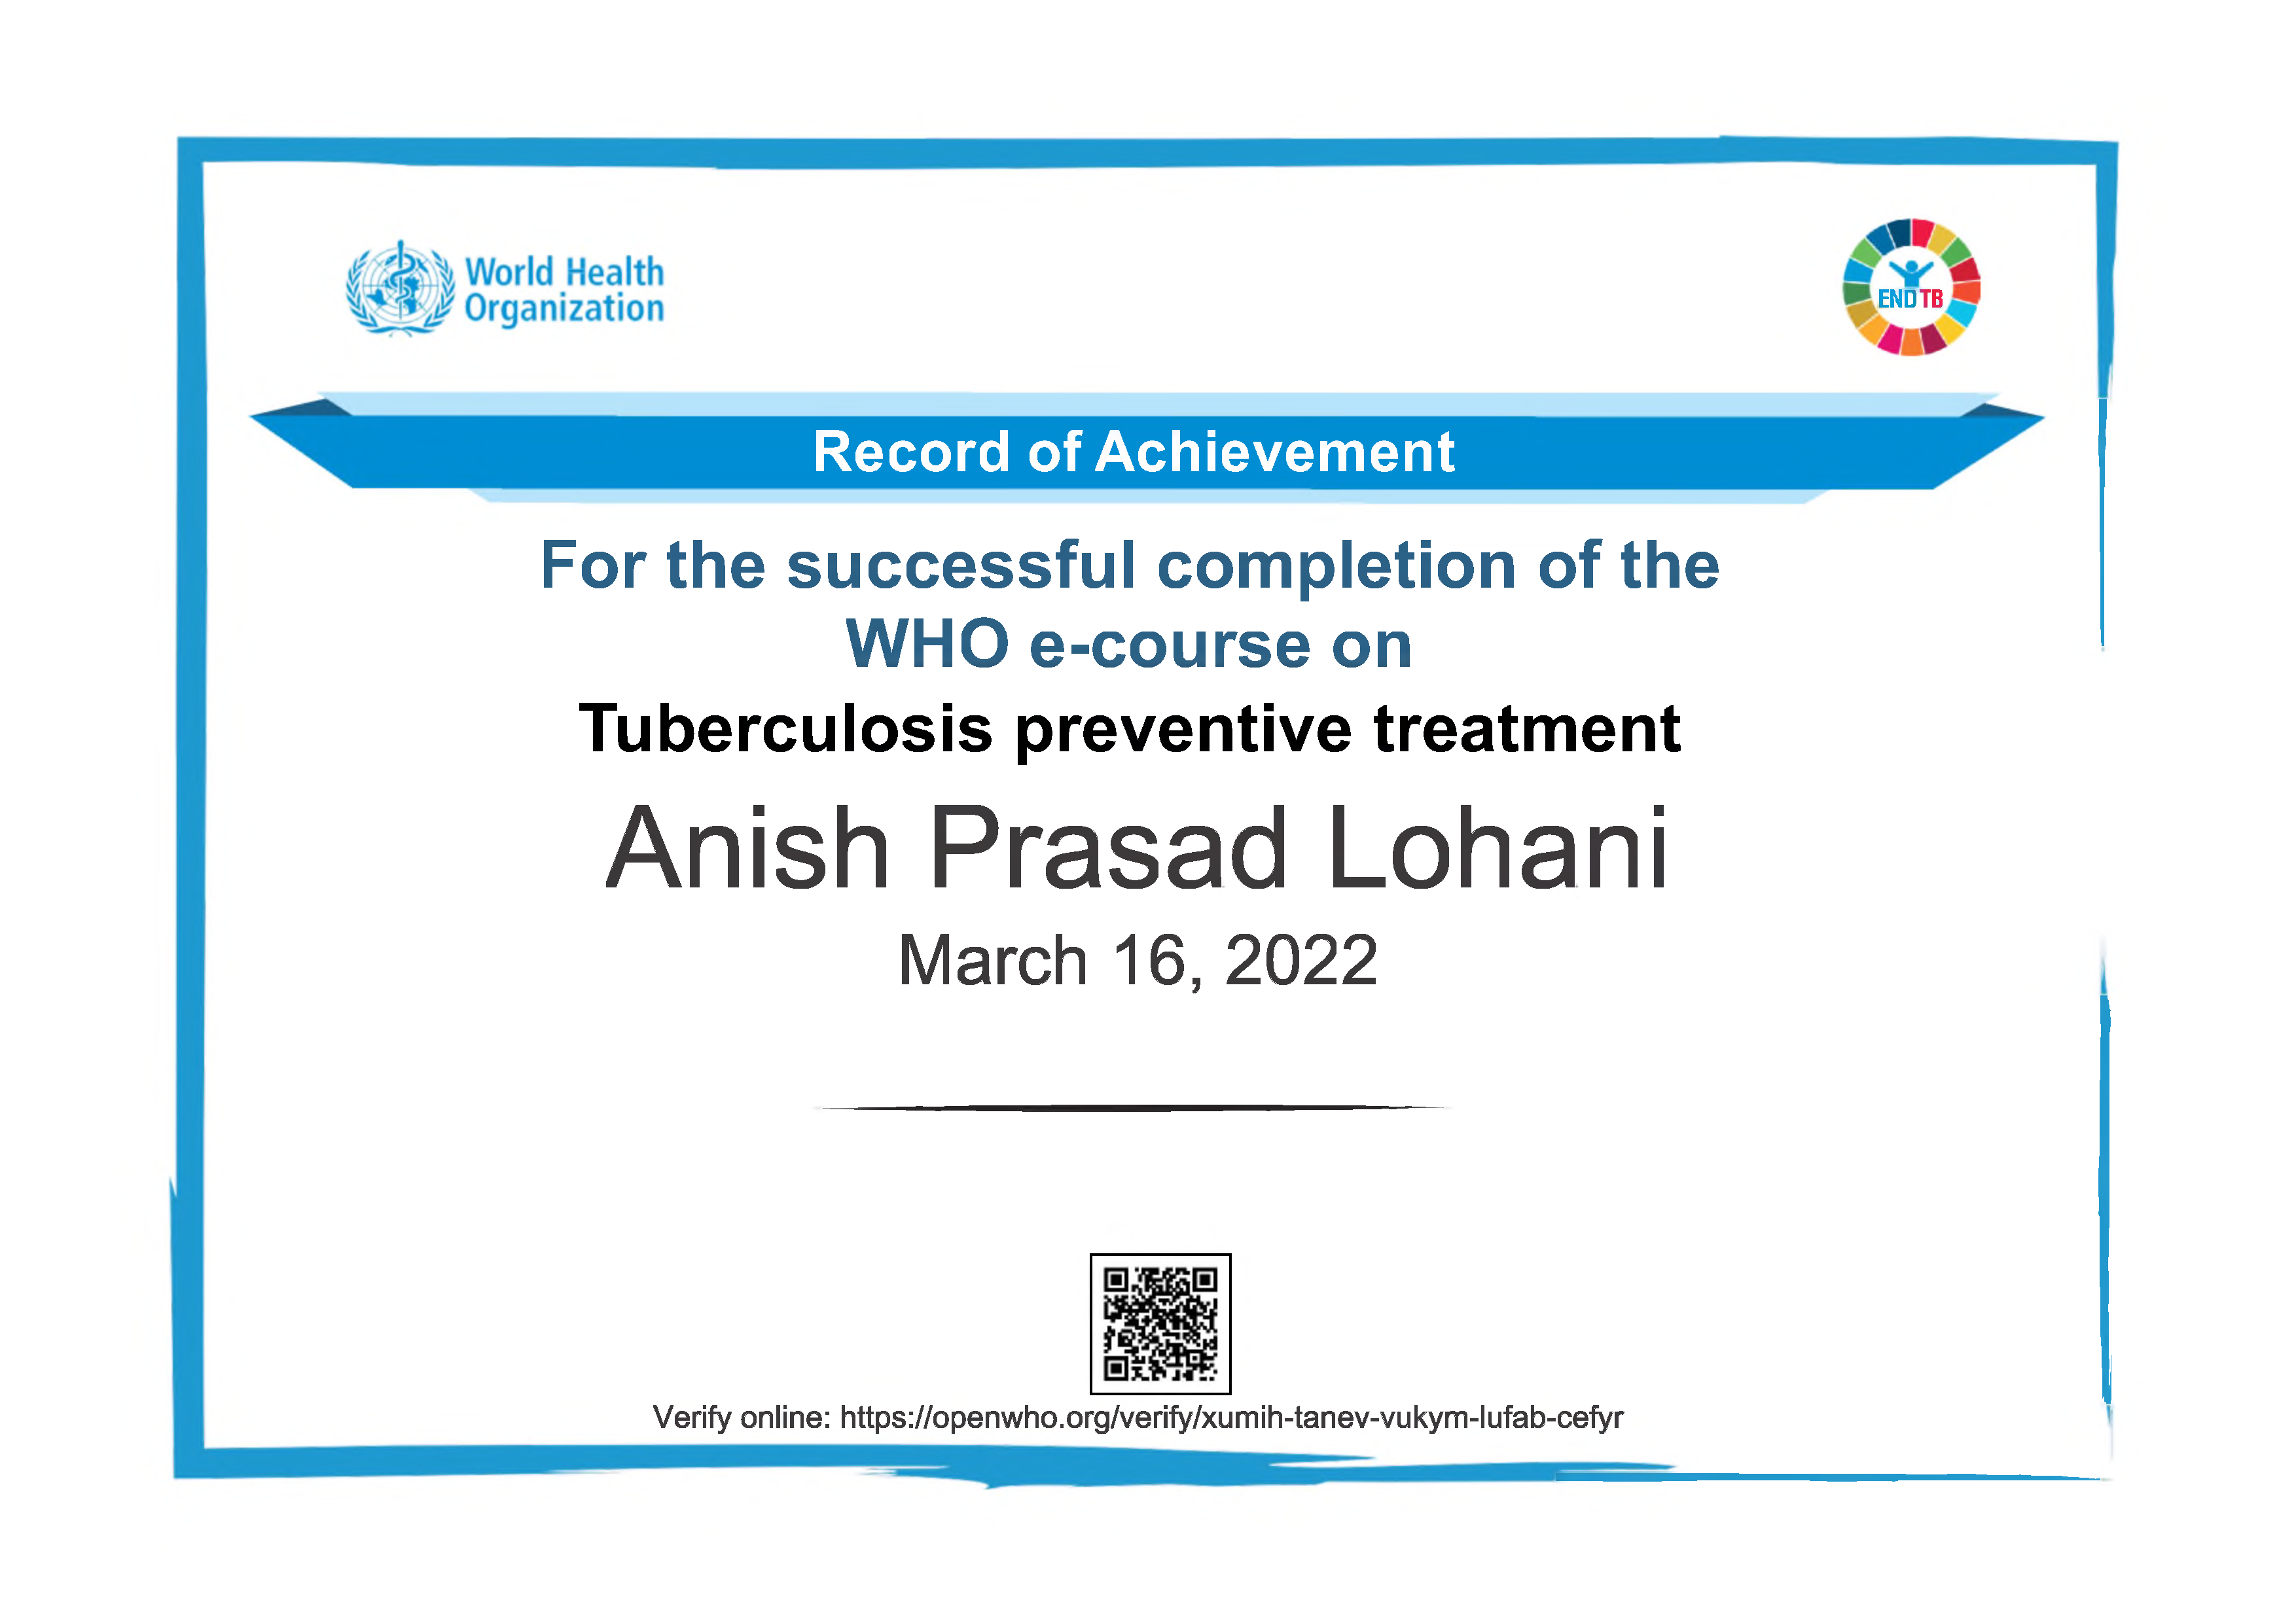 World Health
Organization
END TB
Record of Achievement
For the successful completion of the
WHO e-course on
Tuberculosis preventive treatment
Anish Prasad Lohani
March 16, 2022
Verify online: https://openwho.org/verify/xumih-tanev-vukym-lufab-cefyr